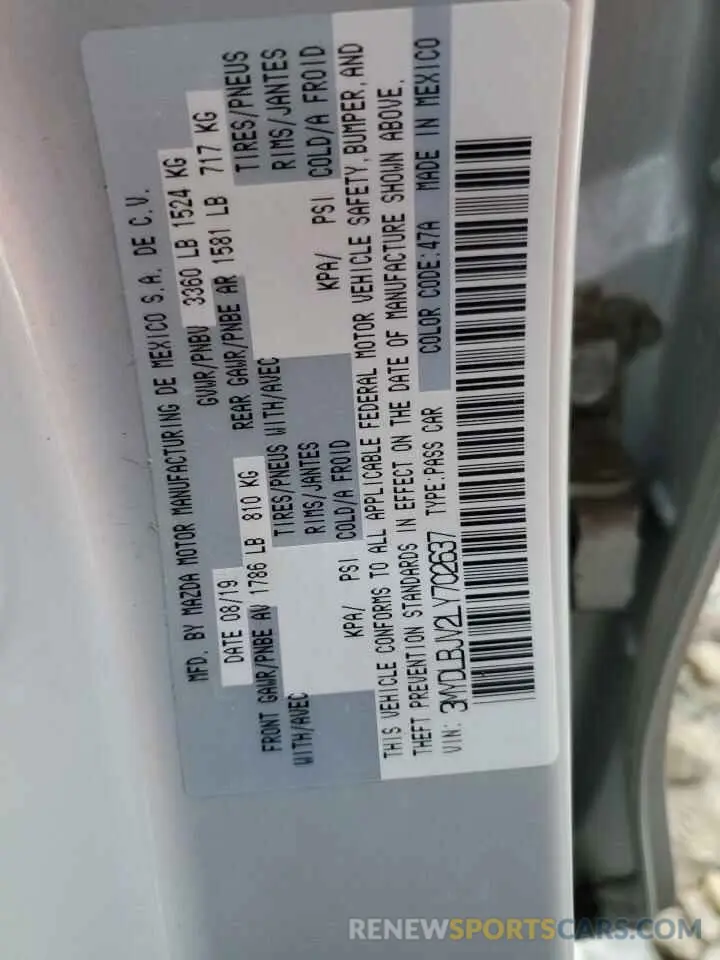 MFD. BY MAZDA MOTOR MANUFACTURING DE MEXICO S.A. DE C.V.
DATE 08/19 GVWR/PNBV 3360 LB 1524 KG
FRONT GAWR/PNBE AV 1786 LB 810 KG REAR GAWR/PNBE AR 1581 LB 717 KG
WITH/AVEC TIRES/PNEUS WITH/AVEC TIRES/PNEUS
RIMS/JANTES RIMS/JANTES
KPA/ PSI COLD/A FROID KPA/ PSI COLD/A FROID
THIS VEHICLE CONFORMS TO ALL APPLICABLE FEDERAL MOTOR VEHICLE SAFETY, BUMPER, AND
THEFT PREVENTION STANDARDS IN EFFECT ON THE DATE OF MANUFACTURE SHOWN ABOVE.
VIN: 3MYDLBJV2LY702637 TYPE:PASS CAR COLOR CODE:47A MADE IN MEXICO
RENEWSPORTSCARS.COM